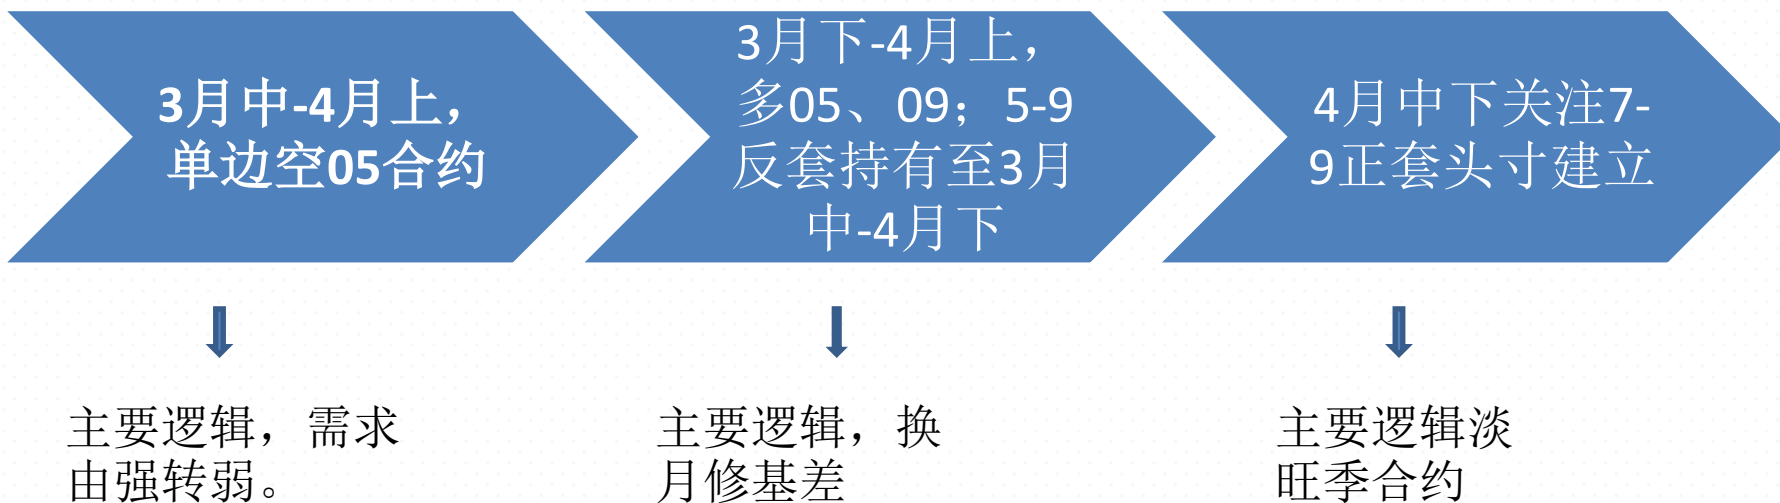 3月中-4月上，
单边空05合约
3月下-4月上，
多05、09；5-9
反套持有至3月
中-4月下
4月中下关注7-
9正套头寸建立
主要逻辑，需求
由强转弱。
主要逻辑，换
月修基差
主要逻辑淡
旺季合约